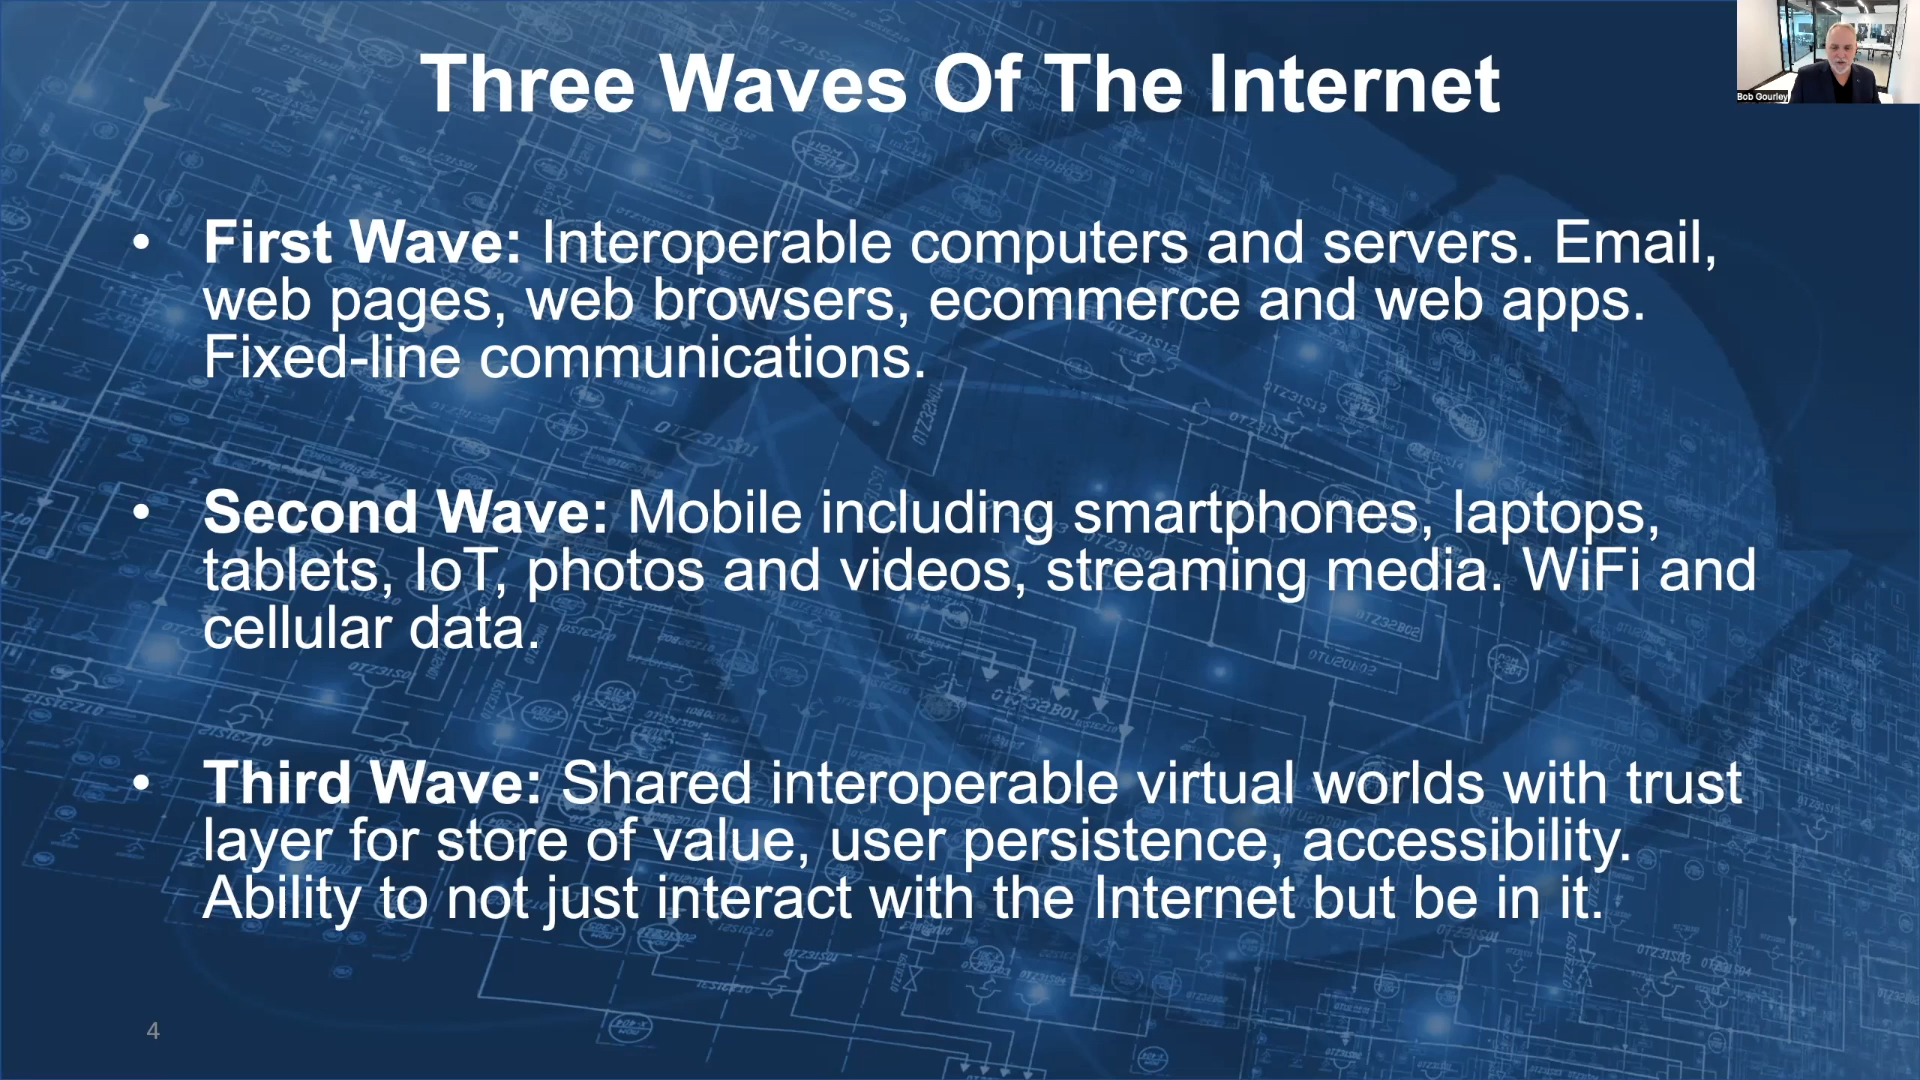 Three Waves Of The Internet
Bob Gourley
• First Wave: Interoperable computers and servers. Email,
web pages, web browsers, ecommerce and web apps.
Fixed-line communications.
• Second Wave: Mobile including smartphones, laptops,
tablets, IoT, photos and videos, streaming media. WiFi and
cellular data.
• Third Wave: Shared interoperable virtual worlds with trust
layer for store of value, user persistence, accessibility.
Ability to not just interact with the Internet but be in it.
4